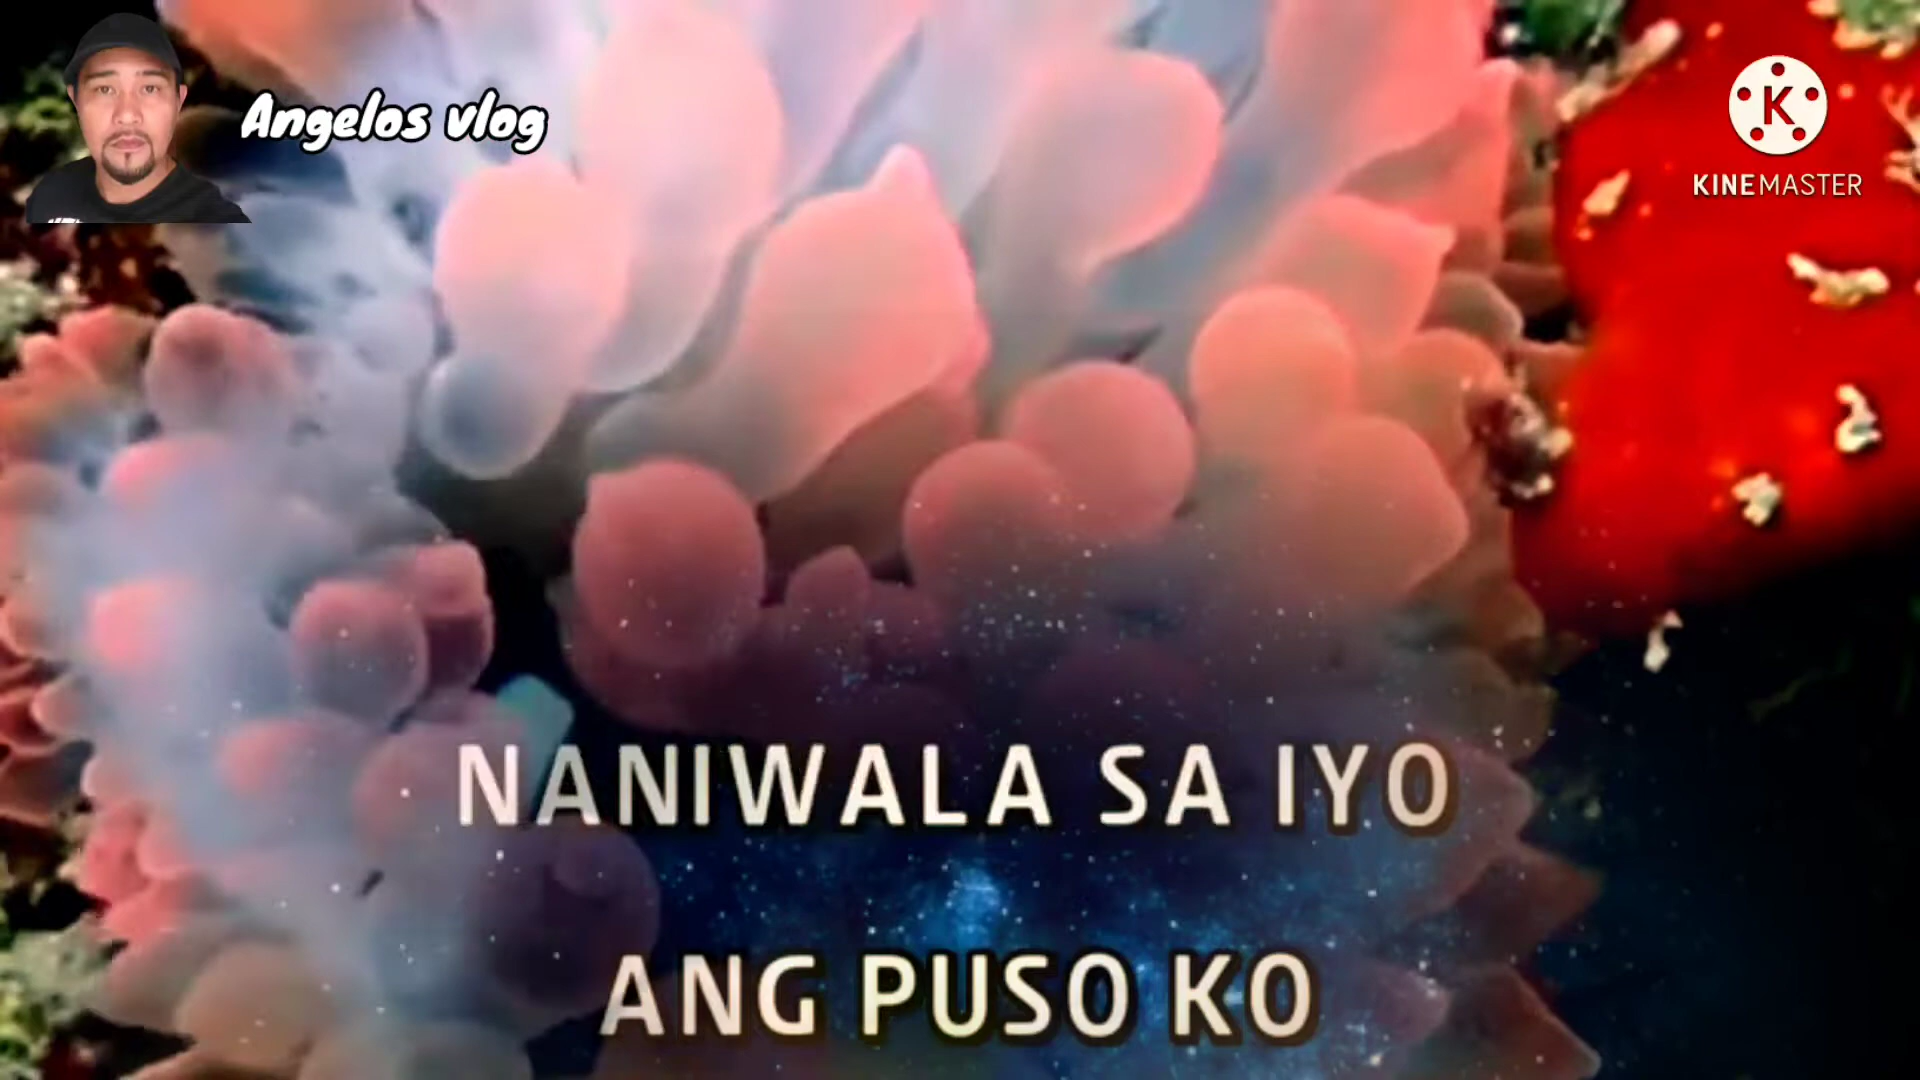 Angelos vlog
K
KINEMASTER
NANIWALA SA IYO
ANG PUSO KO